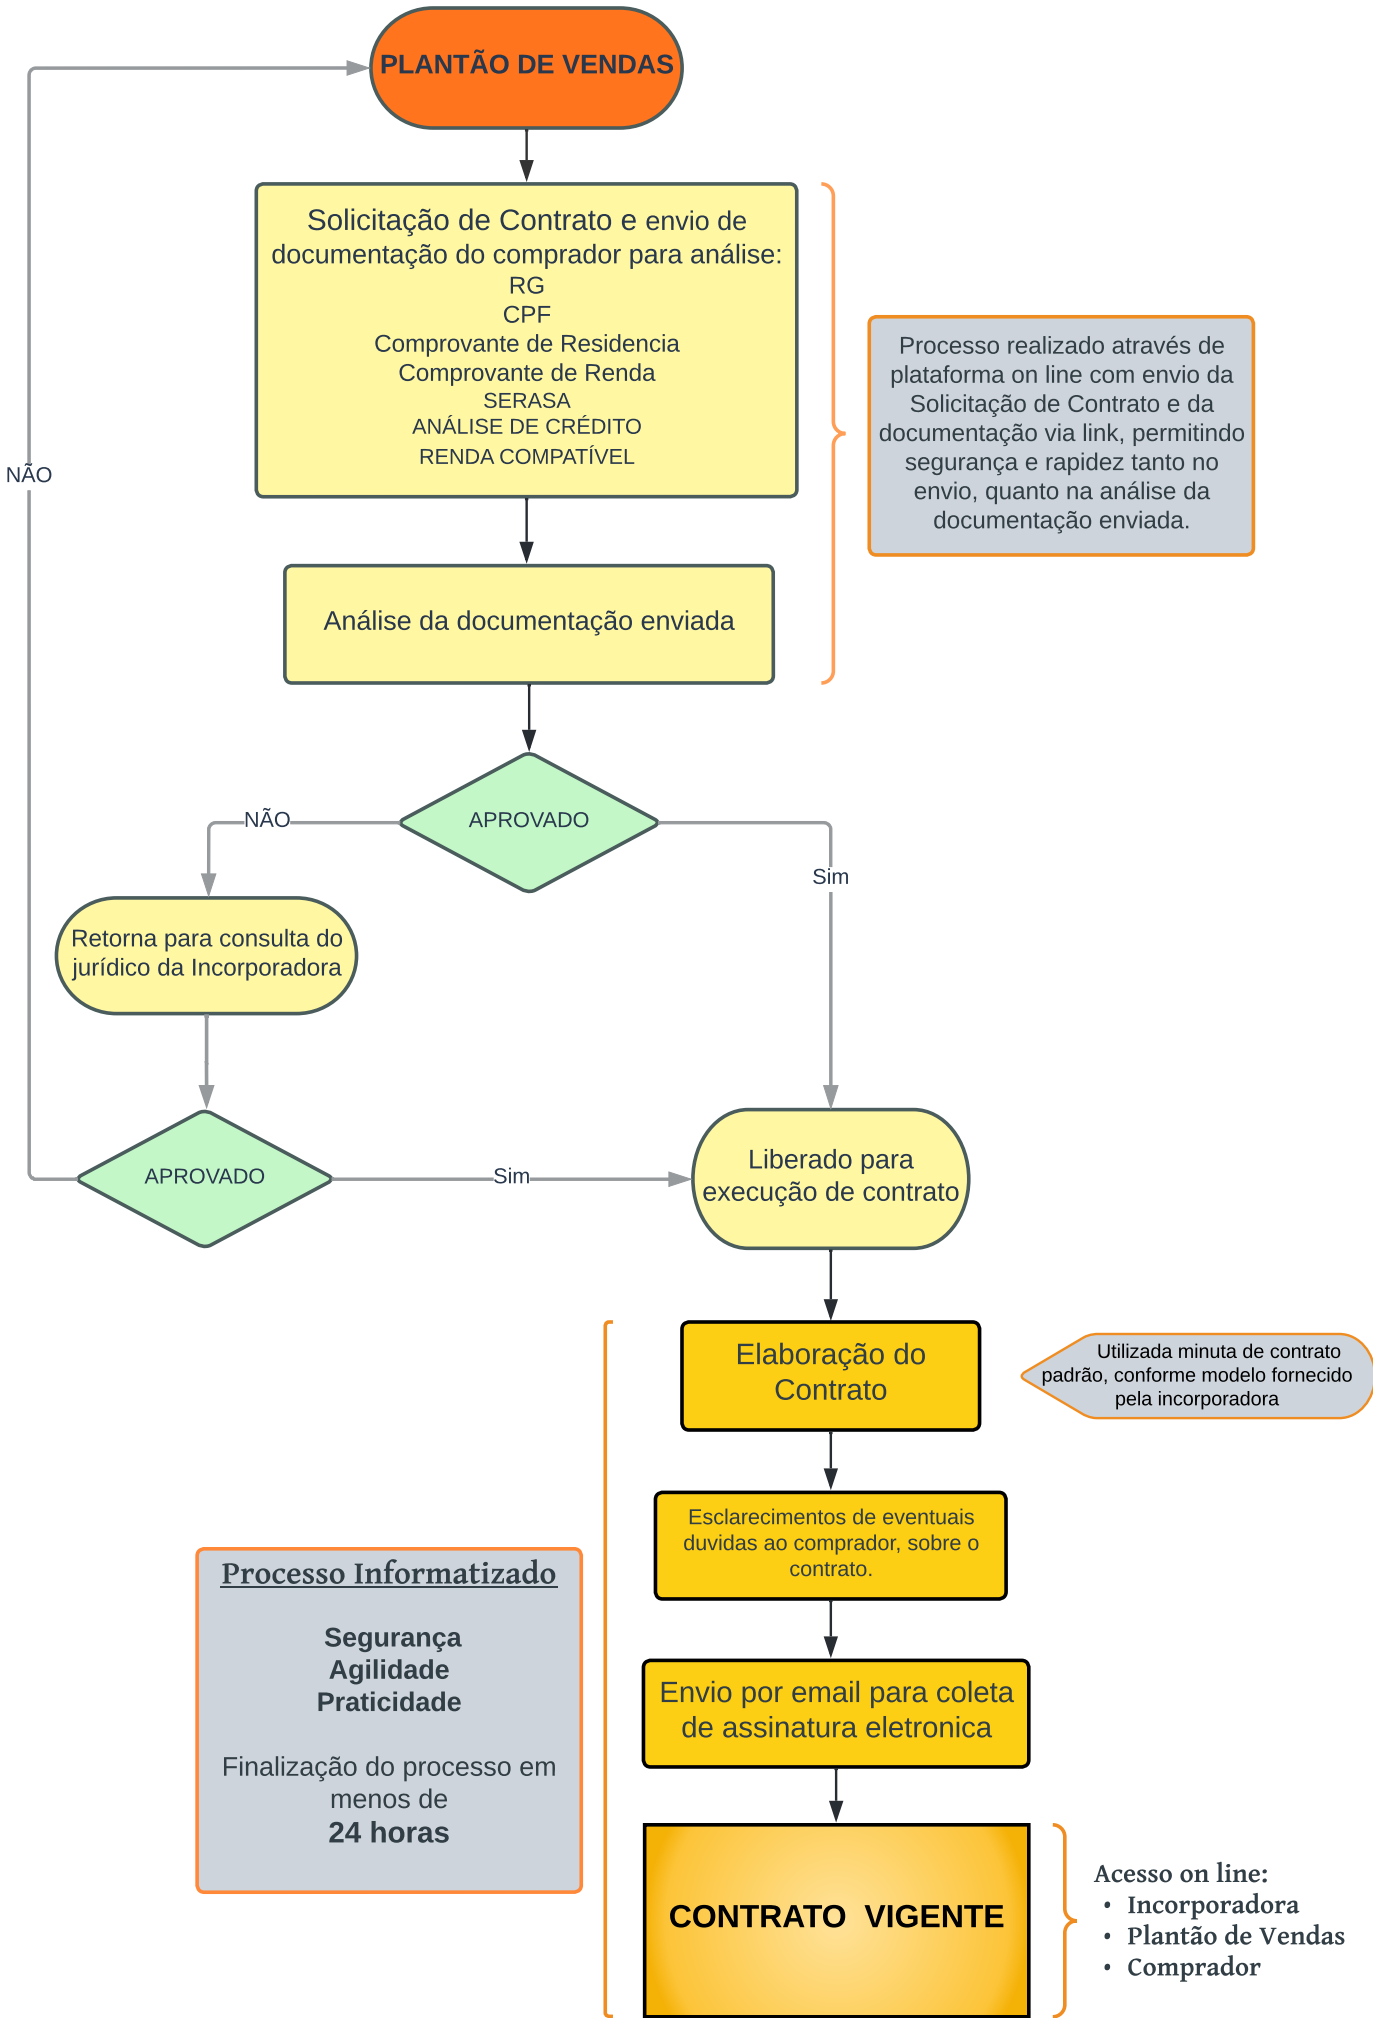 PLANTÃO DE VENDAS
Solicitação de Contrato e envio de
documentação do comprador para análise:
RG
CPF
Comprovante de Residencia
Comprovante de Renda
SERASA
ANÁLISE DE CRÉDITO
RENDA COMPATÍVEL
Processo realizado através de
plataforma on line com envio da
Solicitação de Contrato e da
documentação via link, permitindo
segurança e rapidez tanto no
envio, quanto na análise da
documentação enviada.
NÃO
Análise da documentação enviada
APROVADO
NÃO
Sim
Retorna para consulta do
jurídico da Incorporadora
APROVADO
Sim
Liberado para
execução de contrato
Elaboração do
Contrato
Utilizada minuta de contrato
padrão, conforme modelo fornecido
pela incorporadora
Esclarecimentos de eventuais
duvidas ao comprador, sobre o
contrato.
Processo Informatizado
Segurança
Agilidade
Praticidade
Finalização do processo em
menos de
24 horas
Envio por email para coleta
de assinatura eletronica
CONTRATO VIGENTE
Acesso on line:
• Incorporadora
• Plantão de Vendas
• Comprador